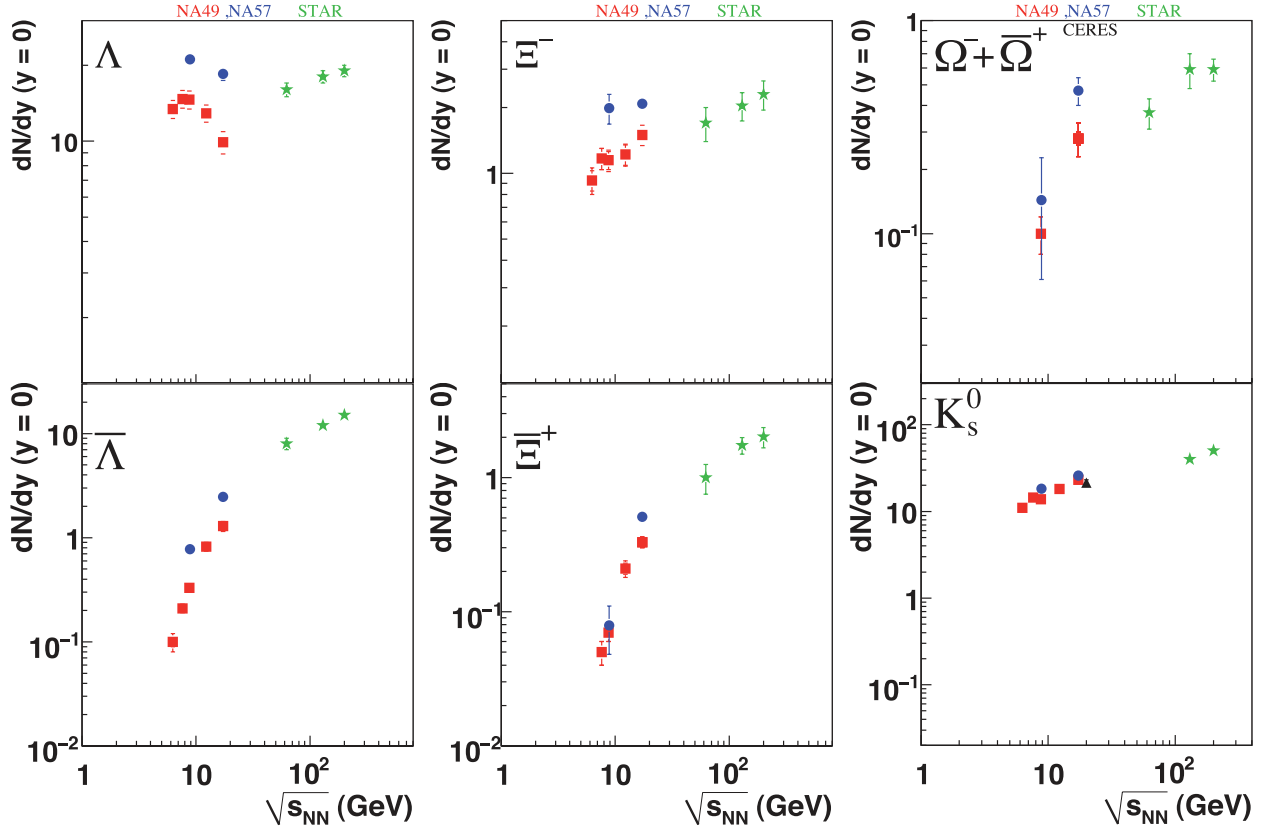 NA49 ,NA57 STAR
NA49 ,NA57 STAR
NA49 ,NA57 STAR
CERES
dN/dy (y = 0)
10
Λ
dN/dy (y = 0)
1
Ξ⁻
dN/dy (y = 0)
1
10⁻¹
Ω⁻+Ω̅⁺
dN/dy (y = 0)
10
1
10⁻¹
10⁻²
Λ̅
1 10 10²
√s_NN (GeV)
dN/dy (y = 0)
1
10⁻¹
10⁻²
Ξ̅⁺
1 10 10²
√s_NN (GeV)
dN/dy (y = 0)
10²
10
1
10⁻¹
K⁰ₛ
1 10 10²
√s_NN (GeV)